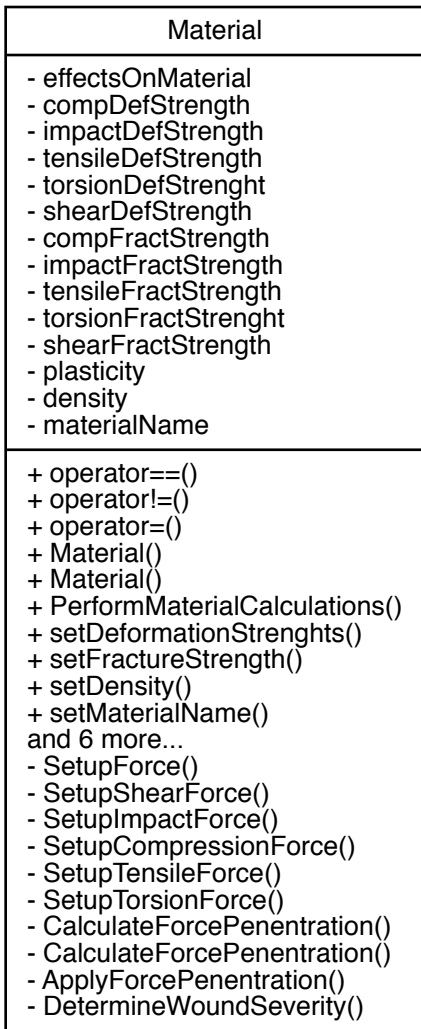 Material
- effectsOnMaterial
- compDefStrength
- impactDefStrength
- tensileDefStrength
- torsionDefStrenght
- shearDefStrength
- compFractStrength
- impactFractStrength
- tensileFractStrength
- torsionFractStrenght
- shearFractStrength
- plasticity
- density
- materialName
+ operator==()
+ operator!=()
+ operator=()
+ Material()
+ Material()
+ PerformMaterialCalculations()
+ setDeformationStrenghts()
+ setFractureStrength()
+ setDensity()
+ setMaterialName()
and 6 more...
- SetupForce()
- SetupShearForce()
- SetupImpactForce()
- SetupCompressionForce()
- SetupTensileForce()
- SetupTorsionForce()
- CalculateForcePenentration()
- CalculateForcePenentration()
- ApplyForcePenentration()
- DetermineWoundSeverity()